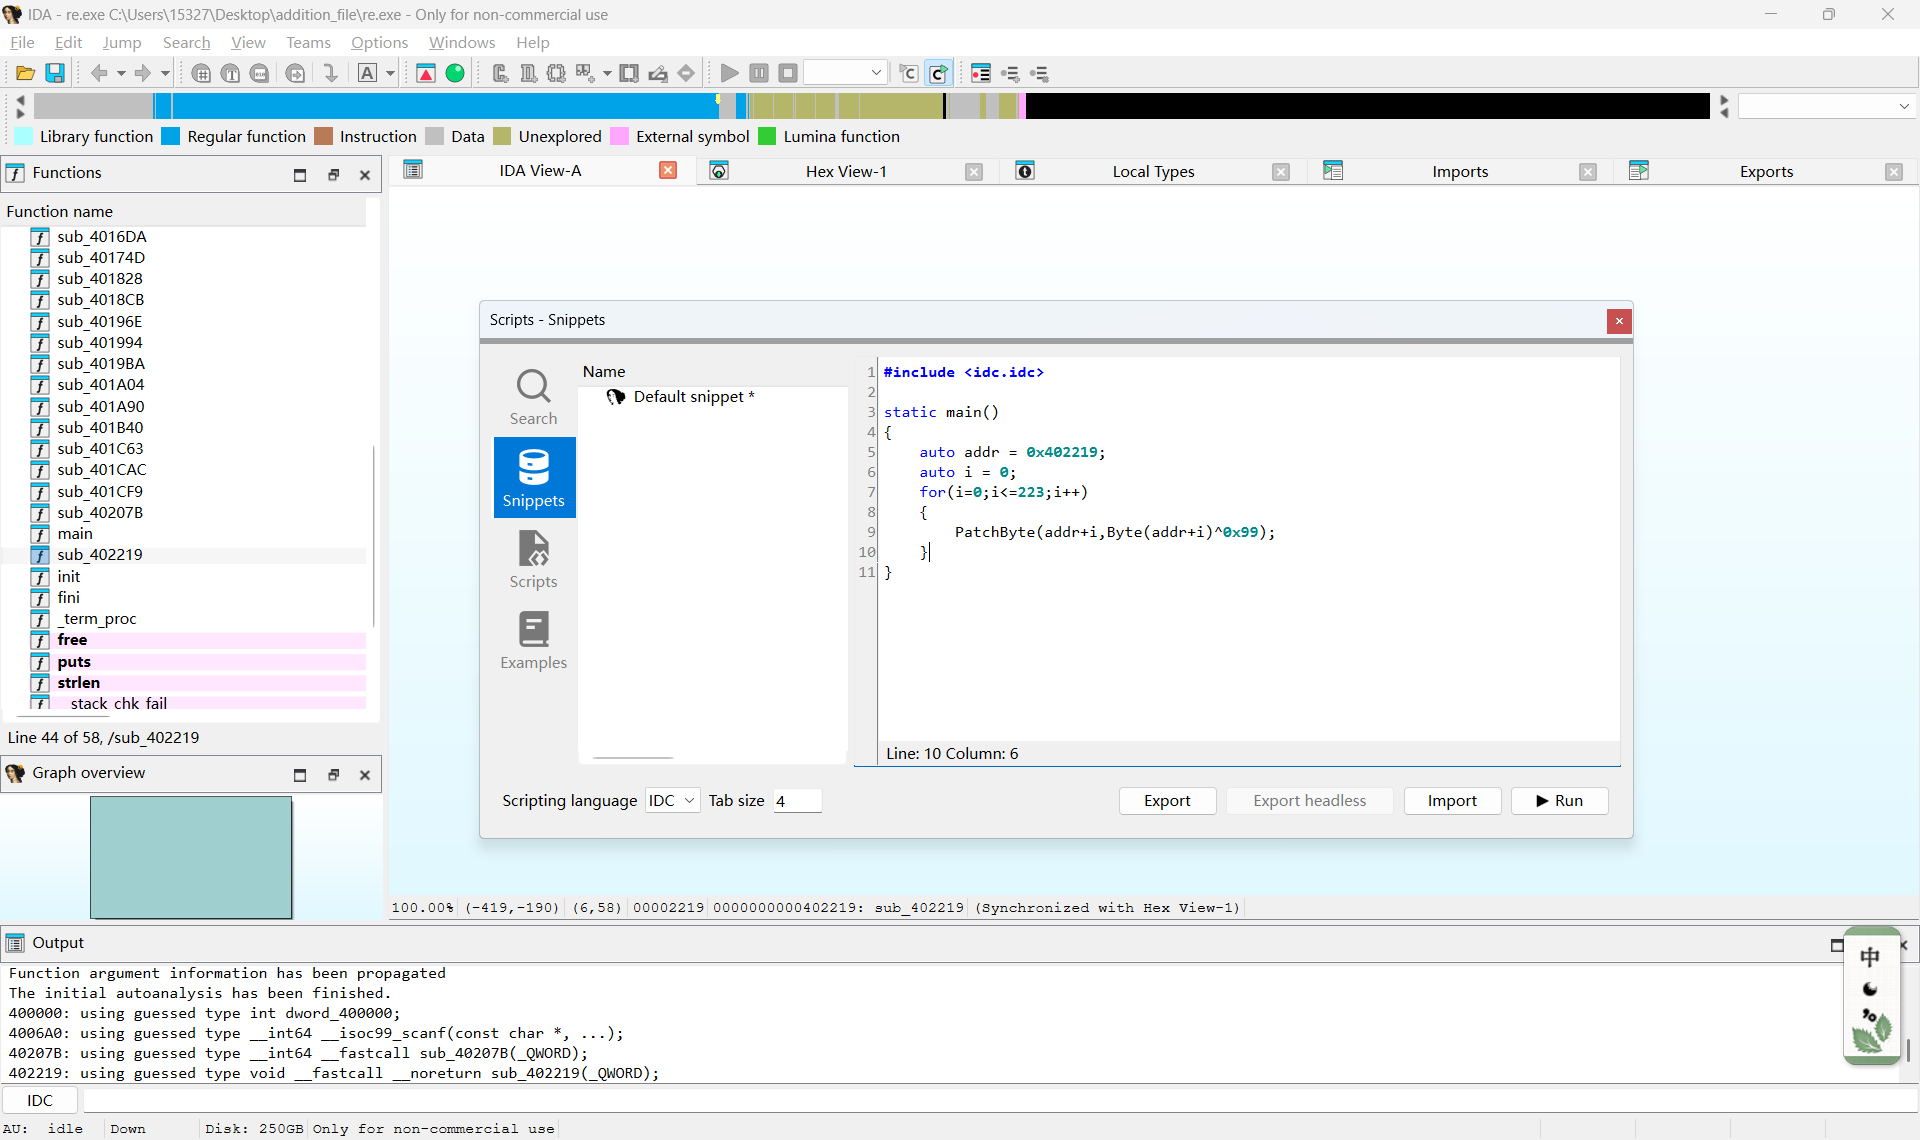 IDA - re.exe C:\Users\15327\Desktop\addition_file\re.exe - Only for non-commercial use
File Edit Jump Search View Teams Options Windows Help
Library function Regular function Instruction Data Unexplored External symbol Lumina function
Functions
IDA View-A
Hex View-1
Local Types
Imports
Exports
Function name
sub_4016DA
sub_40174D
sub_401828
sub_4018CB
sub_40196E
sub_401994
sub_4019BA
sub_401A04
sub_401A90
sub_401B40
sub_401C63
sub_401CAC
sub_401CF9
sub_40207B
main
sub_402219
init
fini
_term_proc
free
puts
strlen
__stack_chk_fail
Line 44 of 58, /sub_402219
Graph overview
Scripts - Snippets
Search
Snippets
Scripts
Examples
Name
Default snippet *
1 #include <idc.idc>
2
3 static main()
4 {
5 auto addr = 0x402219;
6 auto i = 0;
7 for(i=0;i<=223;i++)
8 {
9 PatchByte(addr+i,Byte(addr+i)^0x99);
10 }
11 }
Line: 10 Column: 6
Scripting language IDC Tab size 4
Export Export headless Import Run
100.00% (-419,-190) (6,58) 00002219 0000000000402219: sub_402219 (Synchronized with Hex View-1)
Output
Function argument information has been propagated
The initial autoanalysis has been finished.
400000: using guessed type int dword_400000;
4006A0: using guessed type __int64 __isoc99_scanf(const char *, ...);
40207B: using guessed type __int64 __fastcall sub_40207B(_QWORD);
402219: using guessed type void __fastcall __noreturn sub_402219(_QWORD);
中
IDC
AU: idle Down Disk: 250GB Only for non-commercial use